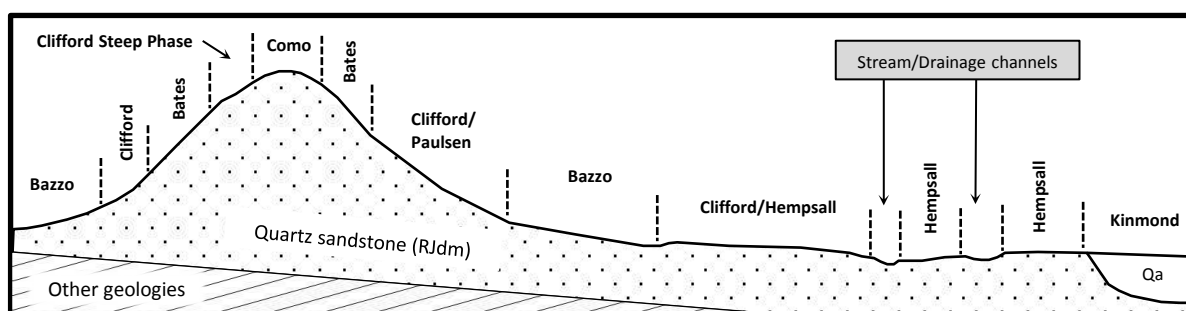 Clifford Steep Phase
Como
Bates
Bates
Clifford
Bazzo
Clifford/
Paulsen
Bazzo
Stream/Drainage channels
Clifford/Hempsall
Hempsall
Hempsall
Kinmond
Quartz sandstone (RJdm)
Other geologies
Qa